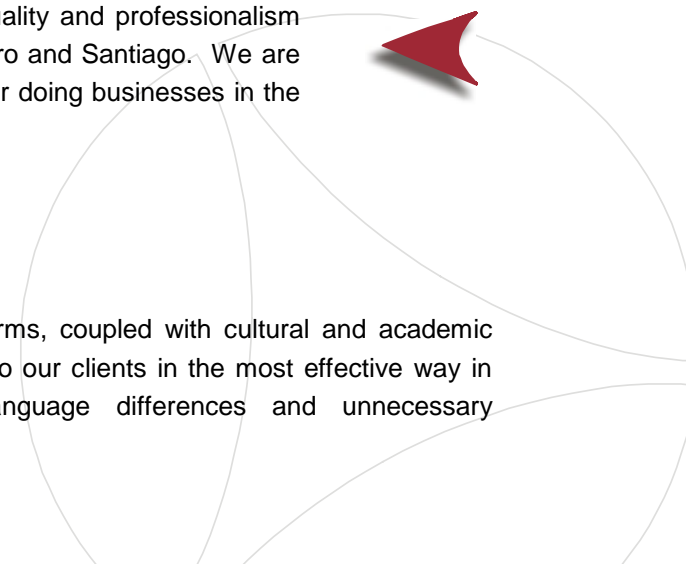 ality and professionalism
ro and Santiago. We are
r doing businesses in the
rms, coupled with cultural and academic
o our clients in the most effective way in
nguage differences and unnecessary